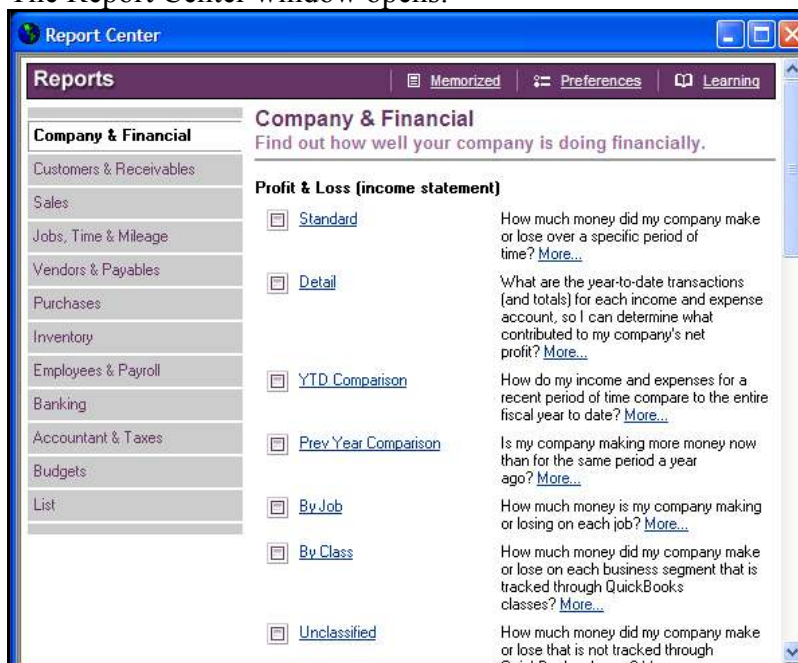 The Report Center window opens.
Report Center
Reports
Memorized
Preferences
Learning
Company & Financial
Customers & Receivables
Sales
Jobs, Time & Mileage
Vendors & Payables
Purchases
Inventory
Employees & Payroll
Banking
Accountant & Taxes
Budgets
List
Company & Financial
Find out how well your company is doing financially.
Profit & Loss (income statement)
Standard
How much money did my company make
or lose over a specific period of
time? More...
Detail
What are the year-to-date transactions
(and totals) for each income and expense
account, so I can determine what
contributed to my company's net
profit? More...
YTD Comparison
How do my income and expenses for a
recent period of time compare to the entire
fiscal year to date? More...
Prev Year Comparison
Is my company making more money now
than for the same period a year
ago? More...
By Job
How much money is my company making
or losing on each job? More...
By Class
How much money did my company make
or lose on each business segment that is
tracked through QuickBooks
classes? More...
Unclassified
How much money did my company make
or lose that is not tracked through